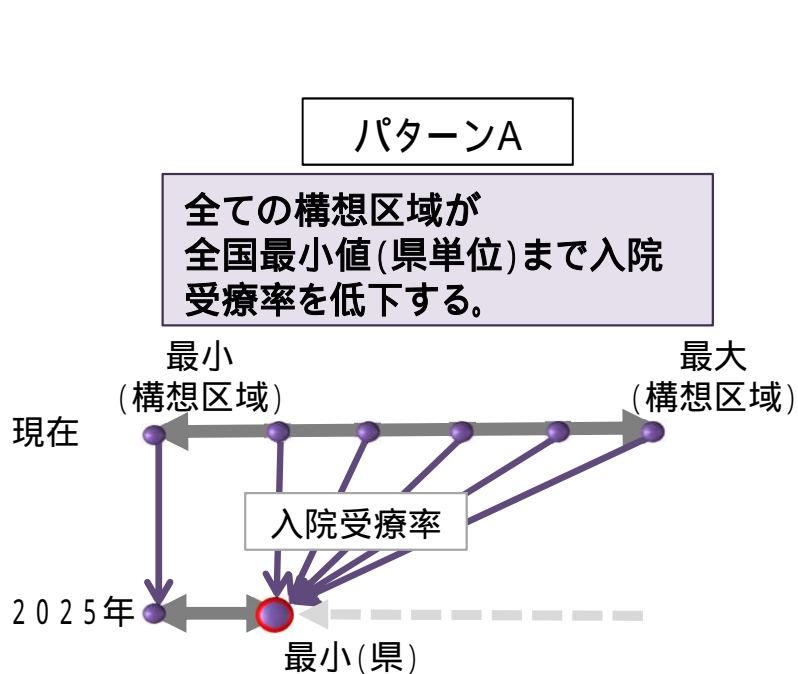 パターンA
全ての構想区域が
全国最小値(県単位)まで入院
受療率を低下する。
最小
(構想区域)
最大
(構想区域)
現在
入院受療率
2025年
最小(県)